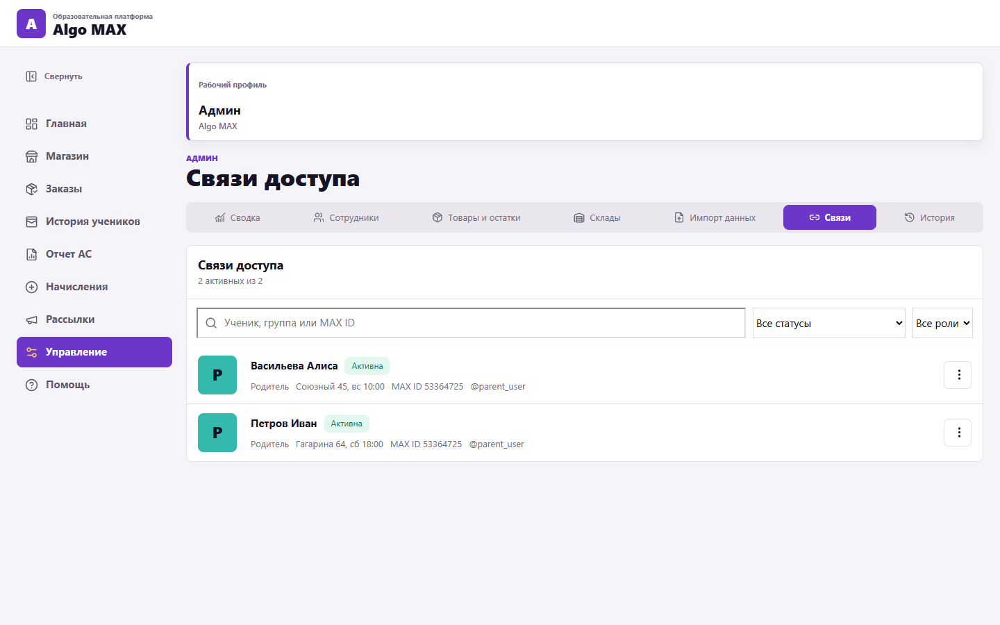 A
Образовательная платформа
Algo MAX
Свернуть
Главная
Магазин
Заказы
История учеников
Отчет АС
Начисления
Рассылки
Управление
Помощь
Рабочий профиль
Админ
Algo MAX
АДМИН
Связи доступа
Сводка
Сотрудники
Товары и остатки
Склады
Импорт данных
Связи
История
Связи доступа
2 активных из 2
Ученик, группа или MAX ID
Все статусы
Все роли
Р
Васильева Алиса
Активна
Родитель Союзный 45, вс 10:00 MAX ID 53364725 @parent_user
Р
Петров Иван
Активна
Родитель Гагарина 64, сб 18:00 MAX ID 53364725 @parent_user